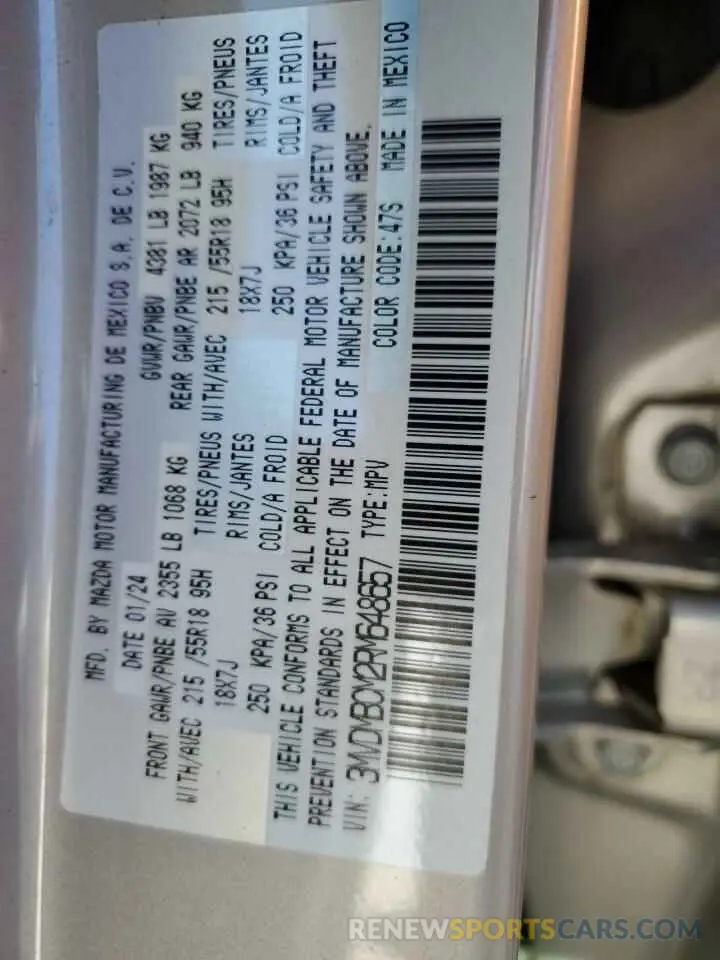 MFD. BY MAZDA MOTOR MANUFACTURING DE MEXICO S.A. DE C.V.
DATE 01/24 GVWR/PNBV 4381 LB 1987 KG
FRONT GAWR/PNBE AV 2355 LB 1068 KG REAR GAWR/PNBE AR 2072 LB 940 KG
WITH/AVEC 215 /55R18 95H TIRES/PNEUS WITH/AVEC 215 /55R18 95H TIRES/PNEUS
18X7J RIMS/JANTES 18X7J RIMS/JANTES
250 KPA/36 PSI COLD/A FROID 250 KPA/36 PSI COLD/A FROID
THIS VEHICLE CONFORMS TO ALL APPLICABLE FEDERAL MOTOR VEHICLE SAFETY AND THEFT
PREVENTION STANDARDS IN EFFECT ON THE DATE OF MANUFACTURE SHOWN ABOVE.
VIN: 3MVDMBCM2RM648657 TYPE:MPV COLOR CODE:47S MADE IN MEXICO
RENEWSPORTSCARS.COM